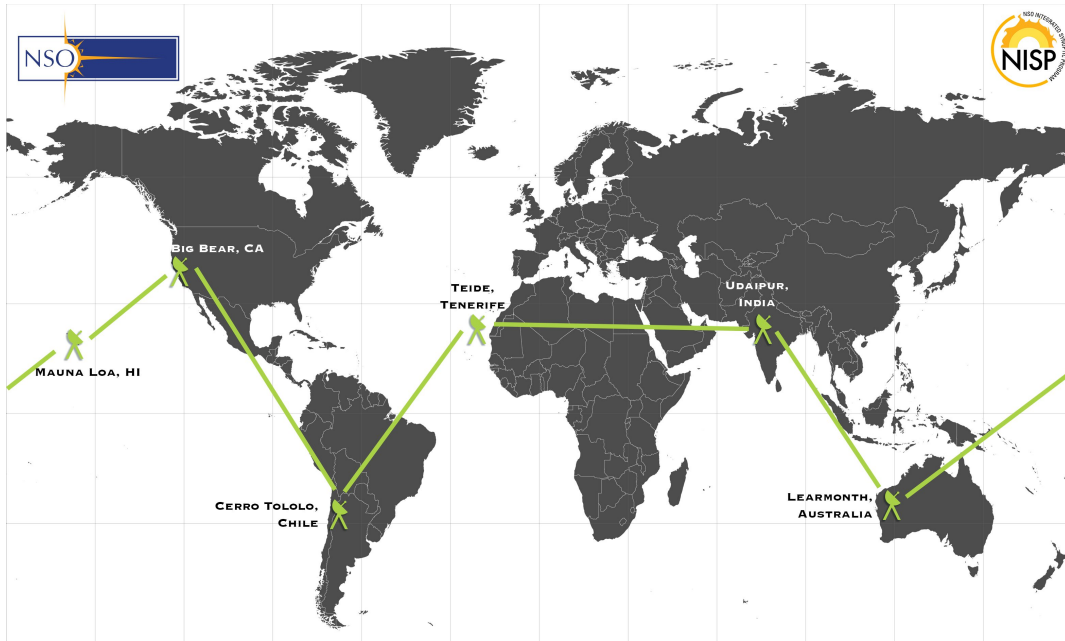 NSO
NSO INTEGRATED SYNOPTIC PROGRAM
NISP
Big Bear, CA
Teide,
Tenerife
Udaipur,
India
Mauna Loa, HI
Cerro Tololo,
Chile
Learmonth,
Australia